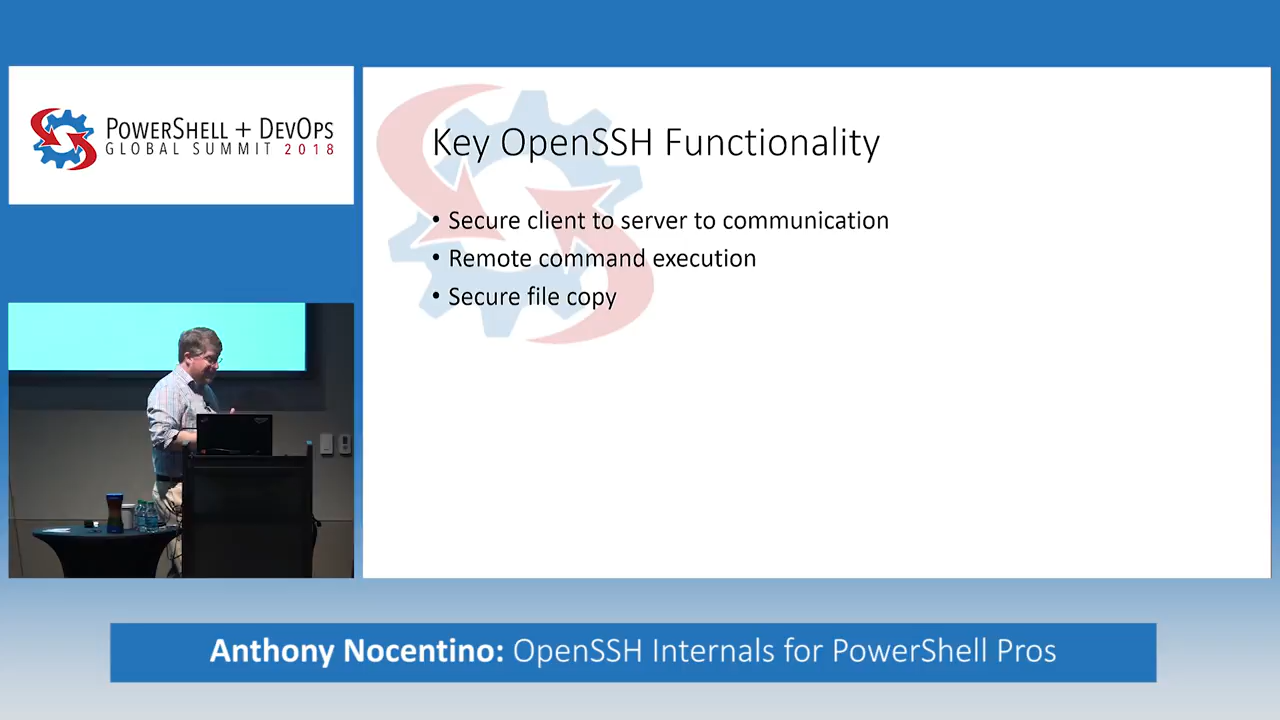 POWERSHELL + DEVOPS
GLOBAL SUMMIT 2018
Key OpenSSH Functionality
• Secure client to server to communication
• Remote command execution
• Secure file copy
Anthony Nocentino: OpenSSH Internals for PowerShell Pros